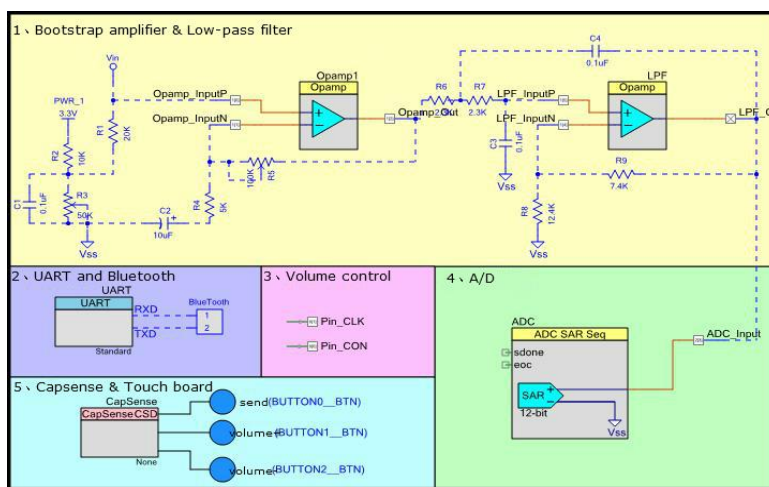 1、Bootstrap amplifier & Low-pass filter
Vin
PWR_1
3.3V
R2
10K
R1
20K
C1
0.1uF
R3
50K
Vss
C2
10uF
Opamp_InputP
Opamp_InputN
Opamp1
Opamp
Opamp_Out
R4
5K
100K
R5
R6
R7
2.3K
C4
0.1uF
LPF_InputP
LPF_InputN
C3
0.1uF
Vss
LPF
Opamp
R9
7.4K
R8
12.4K
Vss
2、UART and Bluetooth
UART
UART
RXD
TXD
Standard
BlueTooth
1
2
3、Volume control
Pin_CLK
Pin_CON
4、A/D
ADC
ADC SAR Seq
sdone
eoc
SAR
12-bit
Vss
ADC_Input
5、Capsense & Touch board
CapSense
CapSenseCSD
None
send(BUTTON0__BTN)
volume+(BUTTON1__BTN)
volume(BUTTON2__BTN)